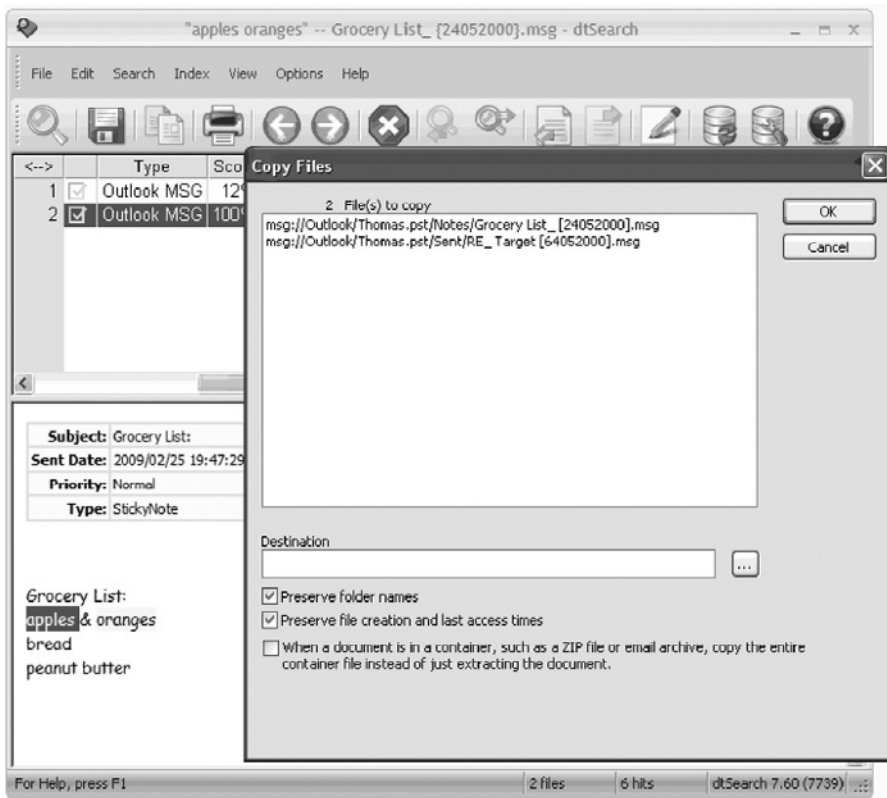 "apples oranges" -- Grocery List_ {24052000}.msg - dtSearch
File Edit Search Index View Options Help
<--> Type Sco
1 Outlook MSG 12%
2 Outlook MSG 100%
Copy Files
2 File(s) to copy
msg://Outlook/Thomas.pst/Notes/Grocery List_ [24052000].msg
msg://Outlook/Thomas.pst/Sent/RE_ Target [64052000].msg
OK
Cancel
Subject: Grocery List:
Sent Date: 2009/02/25 19:47:29
Priority: Normal
Type: StickyNote
Grocery List:
apples & oranges
bread
peanut butter
Destination
...
Preserve folder names
Preserve file creation and last access times
When a document is in a container, such as a ZIP file or email archive, copy the entire
container file instead of just extracting the document.
For Help, press F1 2 files 6 hits dtSearch 7.60 (7739)